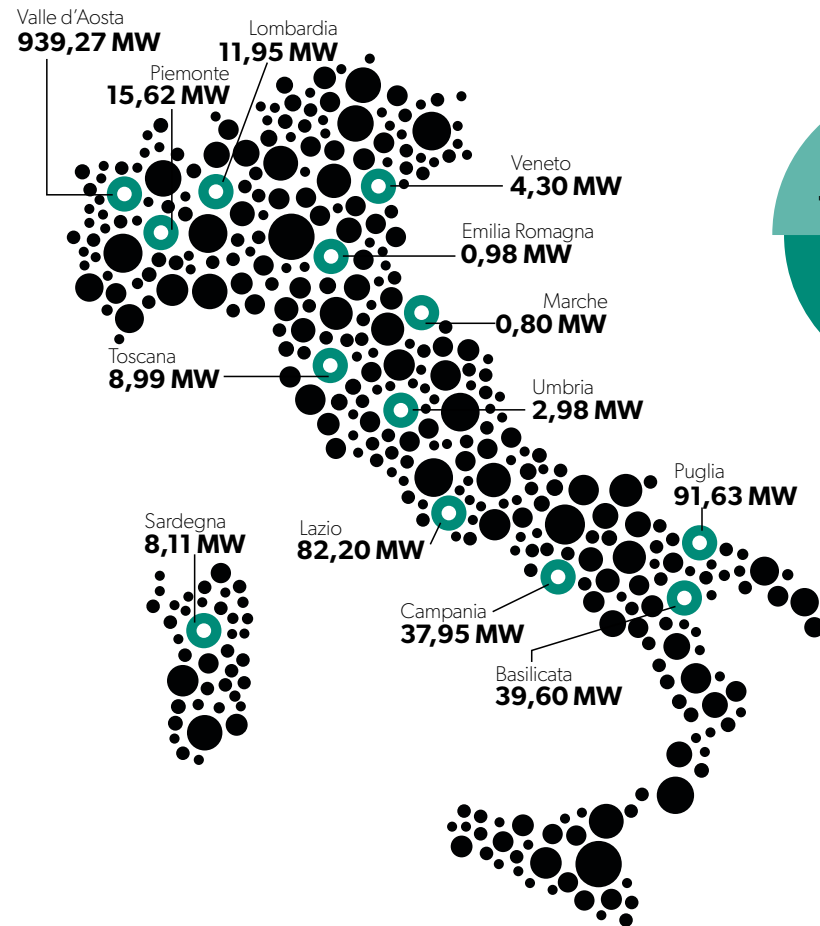 Valle d’Aosta
939,27 MW
Lombardia
11,95 MW
Piemonte
15,62 MW
Veneto
4,30 MW
Emilia Romagna
0,98 MW
Marche
0,80 MW
Toscana
8,99 MW
Umbria
2,98 MW
Puglia
91,63 MW
Sardegna
8,11 MW
Lazio
82,20 MW
Campania
37,95 MW
Basilicata
39,60 MW